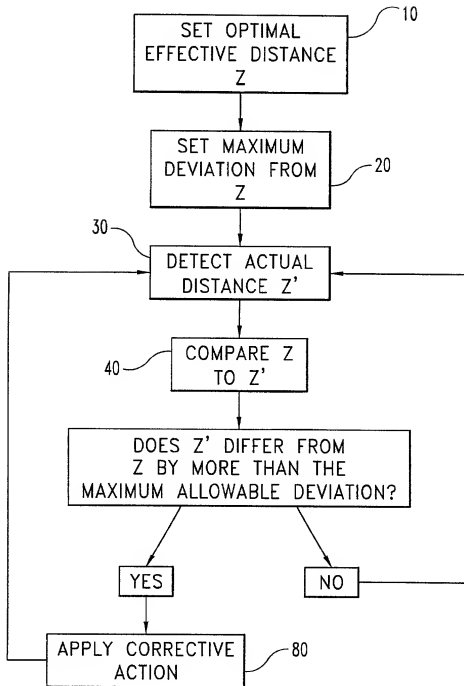 10
SET OPTIMAL
EFFECTIVE DISTANCE
Z
SET MAXIMUM
DEVIATION FROM
Z
20
30
DETECT ACTUAL
DISTANCE Z'
40
COMPARE Z
TO Z'
DOES Z' DIFFER FROM
Z BY MORE THAN THE
MAXIMUM ALLOWABLE DEVIATION?
YES
NO
APPLY CORRECTIVE
ACTION
80